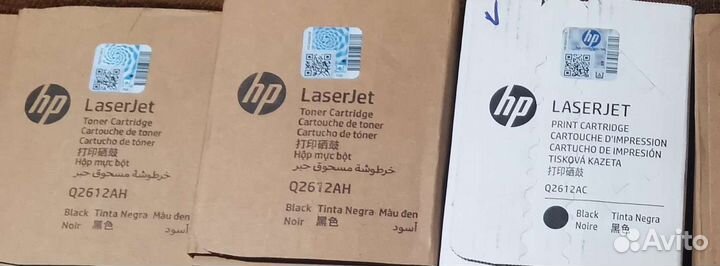 hp
LaserJet
Toner Cartridge
Cartouche de toner
Cartucho de tóner
打印硒鼓
Hộp mực bột
خرطوشة مسحوق حبر
Q2612AH
Black Tinta Negra Màu đen
Noir 黑色 أسود
hp
LaserJet
Toner Cartridge
Cartouche de toner
Cartucho de tóner
打印硒鼓
Hộp mực bột
خرطوشة مسحوق حبر
Q2612AH
Black Tinta Negra Màu đen
Noir 黑色 أسود
hp
hp
LASERJET
PRINT CARTRIDGE
CARTOUCHE D'IMPRESSION
CARTUCHO DE IMPRESIÓN
TISKOVÁ KAZETA
打印硒鼓
Q2612AC
Black Tinta Negra
Noire 黑色
Avito